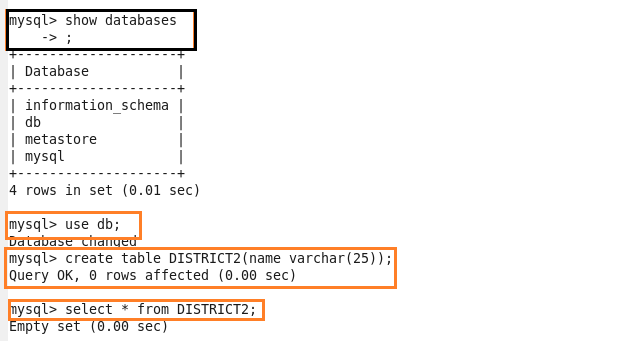 mysql> show databases
    -> ;
+--------------------+
| Database           |
+--------------------+
| information_schema |
| db                 |
| metastore          |
| mysql              |
+--------------------+
4 rows in set (0.01 sec)
mysql> use db;
Database changed
mysql> create table DISTRICT2(name varchar(25));
Query OK, 0 rows affected (0.00 sec)
mysql> select * from DISTRICT2;
Empty set (0.00 sec)